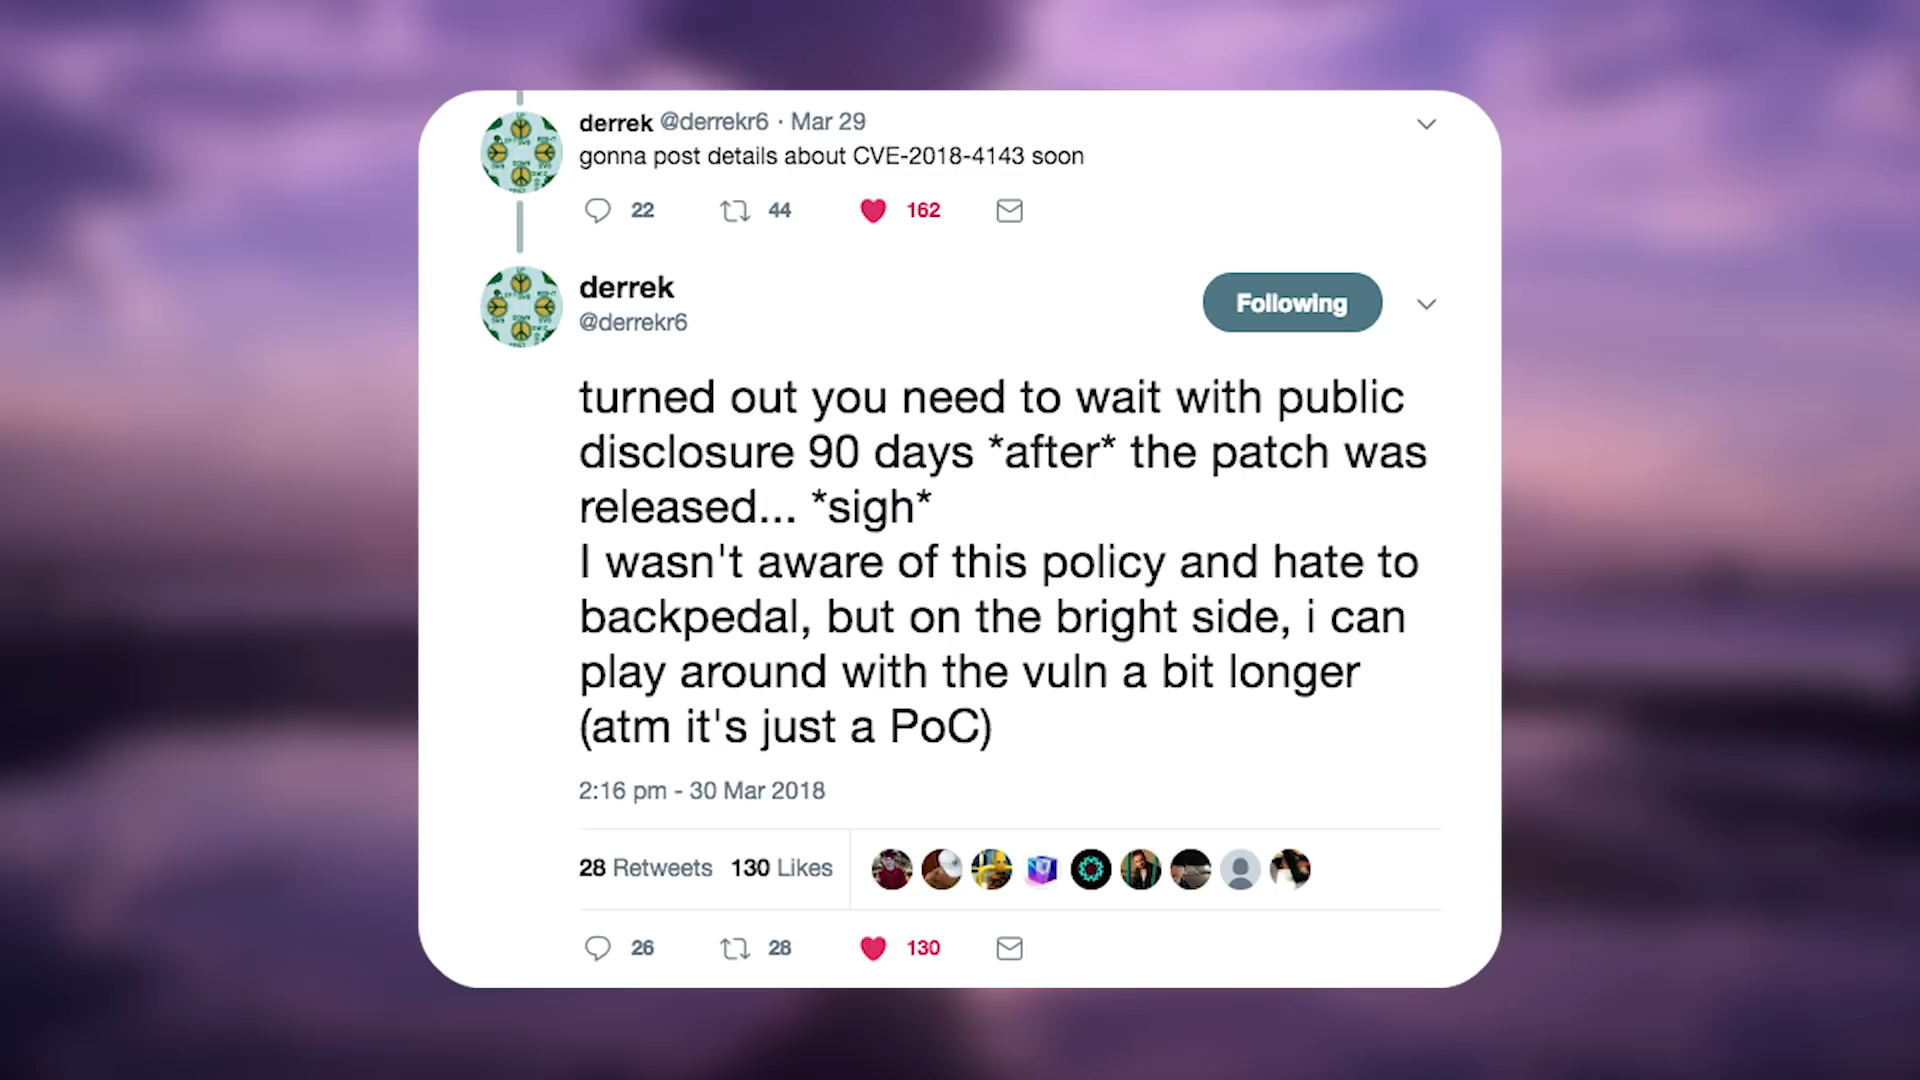 derrek @derrekr6 · Mar 29
gonna post details about CVE-2018-4143 soon
22 44 162
derrek
@derrekr6
Following
turned out you need to wait with public
disclosure 90 days *after* the patch was
released... *sigh*
I wasn't aware of this policy and hate to
backpedal, but on the bright side, i can
play around with the vuln a bit longer
(atm it's just a PoC)
2:16 pm - 30 Mar 2018
28 Retweets 130 Likes
26 28 130